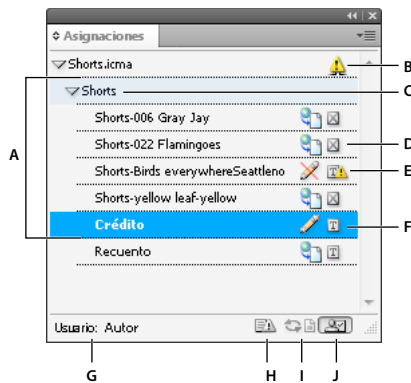 Asignaciones
Shorts.icma
B
Shorts
C
A
Shorts-006 Gray Jay
Shorts-022 Flamingoes
D
Shorts-Birds everywhereSeattleno
T
E
Shorts-yellow leaf-yellow
Crédito
T
F
Recuento
T
Usuario: Autor
G
H
I
J